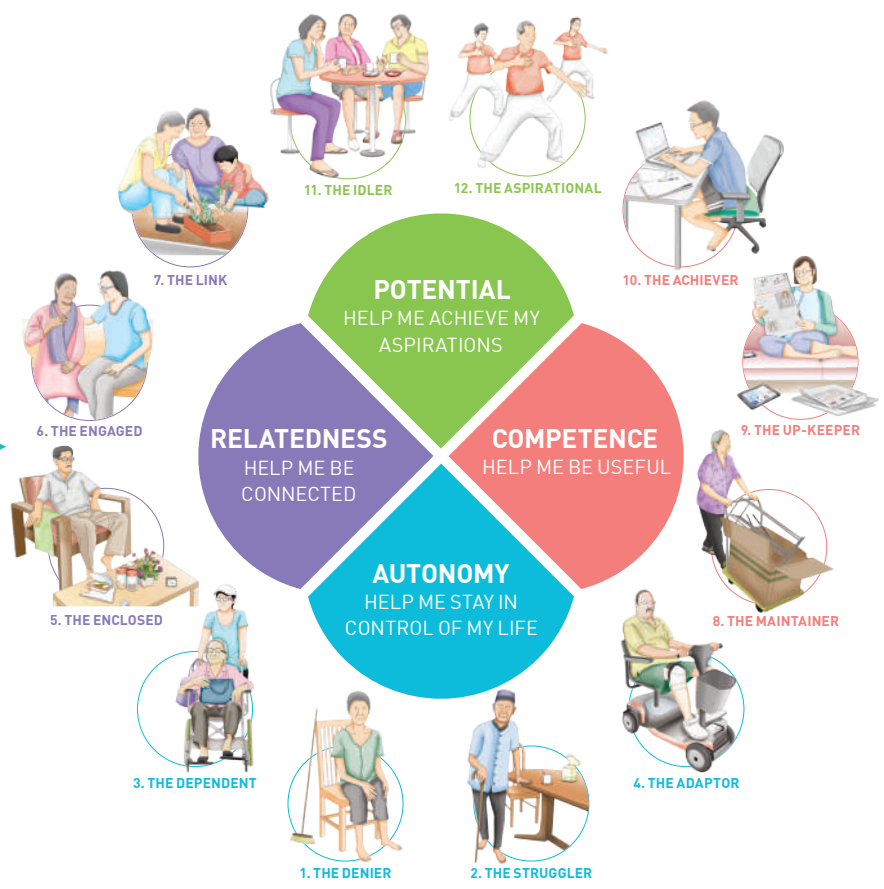 11. THE IDLER
12. THE ASPIRATIONAL
7. THE LINK
10. THE ACHIEVER
POTENTIAL
HELP ME ACHIEVE MY
ASPIRATIONS
6. THE ENGAGED
9. THE UP-KEEPER
RELATEDNESS
HELP ME BE
CONNECTED
COMPETENCE
HELP ME BE USEFUL
AUTONOMY
HELP ME STAY IN
CONTROL OF MY LIFE
5. THE ENCLOSED
8. THE MAINTAINER
3. THE DEPENDENT
4. THE ADAPTOR
1. THE DENIER
2. THE STRUGGLER